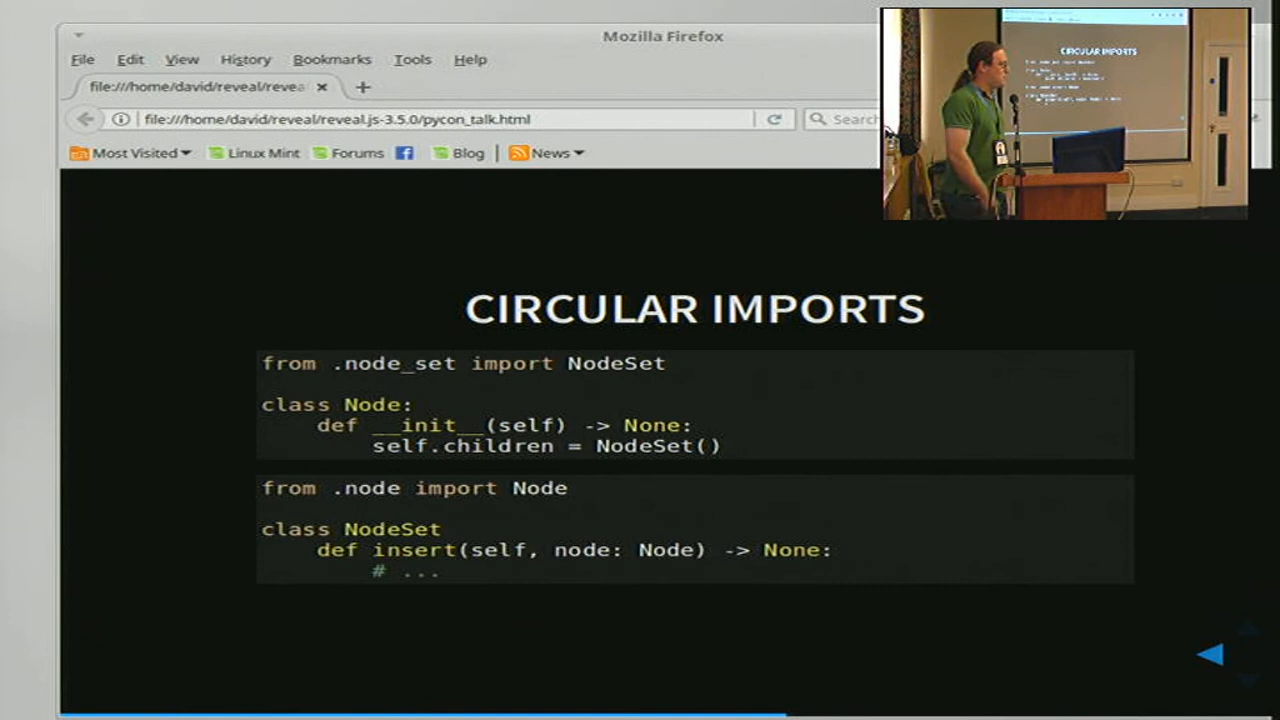 Mozilla Firefox
File Edit View History Bookmarks Tools Help
file:///home/david/reveal/revea
file:///home/david/reveal/reveal.js-3.5.0/pycon_talk.html
Search
Most Visited Linux Mint Forums Blog News
CIRCULAR IMPORTS
CIRCULAR IMPORTS
from .node_set import NodeSet
class Node:
def __init__(self) -> None:
self.children = NodeSet()
from .node import Node
class NodeSet
def insert(self, node: Node) -> None:
# ...